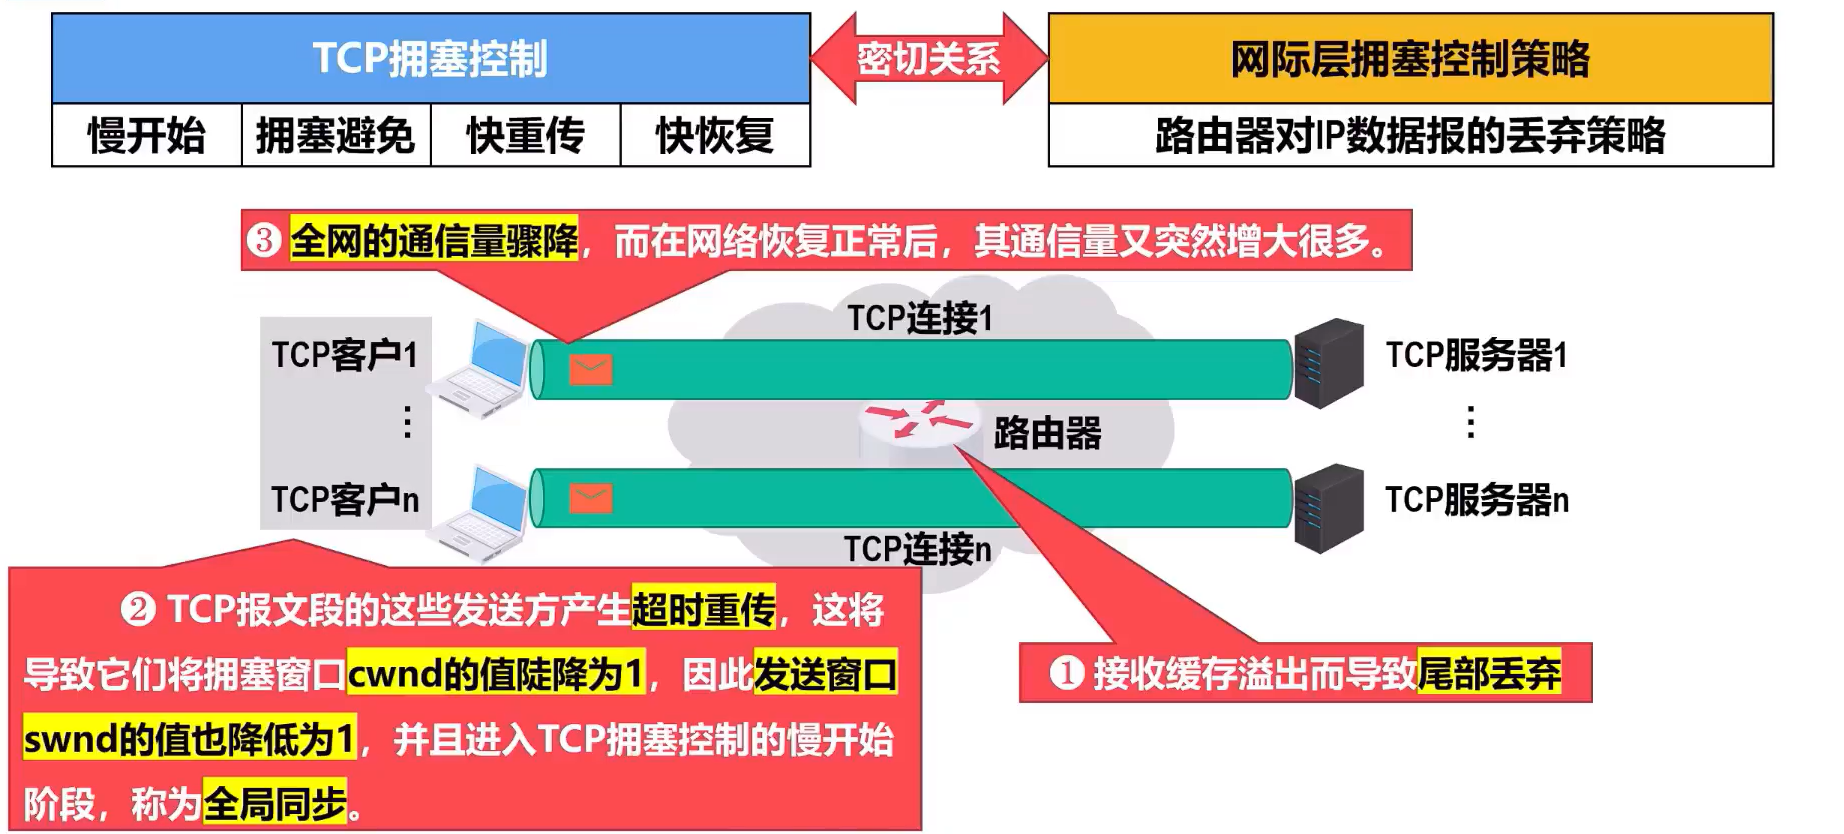 TCP拥塞控制
密切关系
网际层拥塞控制策略
慢开始
拥塞避免
快重传
快恢复
路由器对IP数据报的丢弃策略
❸ 全网的通信量骤降，而在网络恢复正常后，其通信量又突然增大很多。
TCP连接1
TCP客户1
TCP服务器1
⋮
路由器
⋮
TCP客户n
TCP服务器n
TCP连接n
❷ TCP报文段的这些发送方产生超时重传，这将
导致它们将拥塞窗口cwnd的值陡降为1，因此发送窗口
swnd的值也降低为1，并且进入TCP拥塞控制的慢开始
阶段，称为全局同步。
❶ 接收缓存溢出而导致尾部丢弃